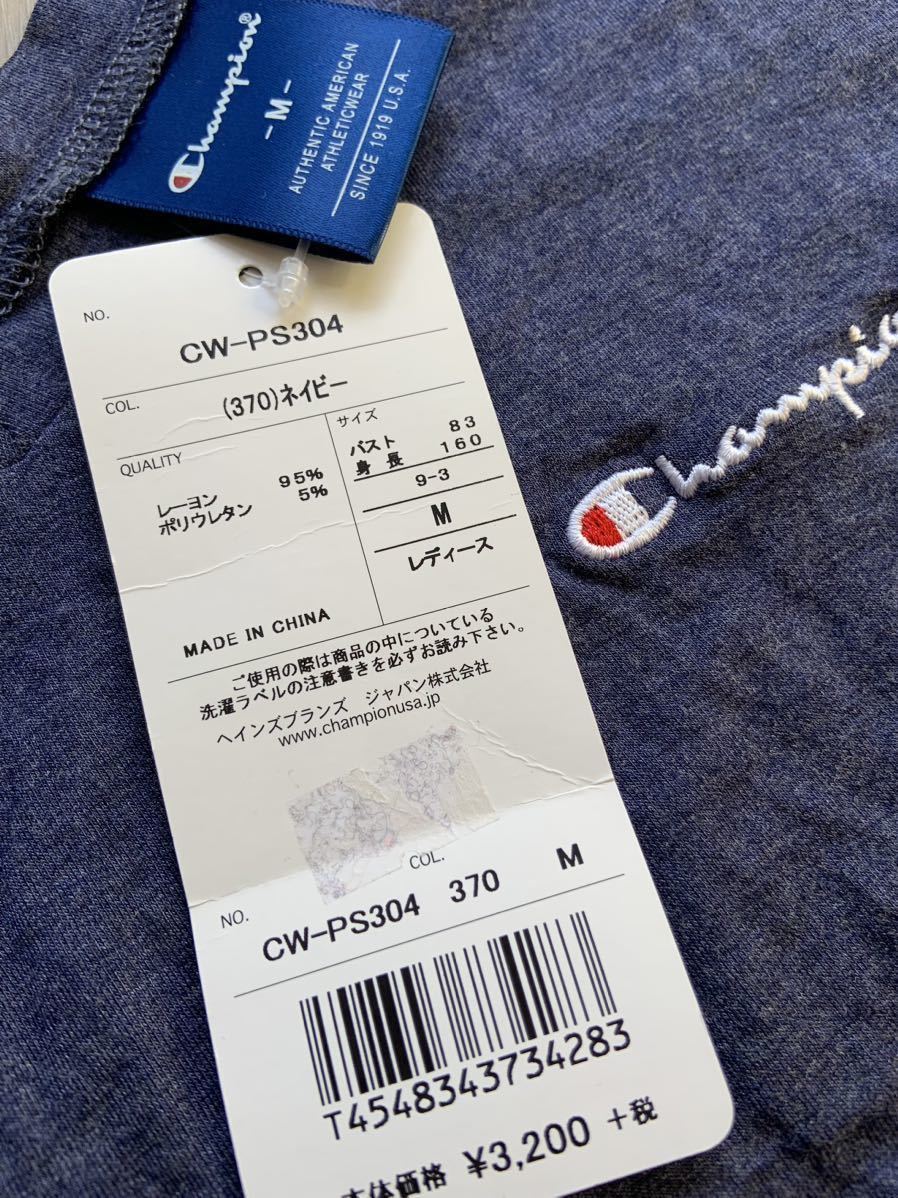 Champion®
-M-
AUTHENTIC AMERICAN
ATHLETICWEAR
SINCE 1919 U.S.A.
Champion
NO.
CW-PS304
COL.
(370)ネイビー
QUALITY
レーヨン 95%
ポリウレタン 5%
サイズ
バスト 83
身長 160
9-3
M
レディース
MADE IN CHINA
ご使用の際は商品の中についている
洗濯ラベルの注意書きを必ずお読み下さい。
ヘインズブランズ ジャパン株式会社
www.championusa.jp
NO. COL.
CW-PS304 370 M
T4548343734283
本体価格 ¥3,200 +税